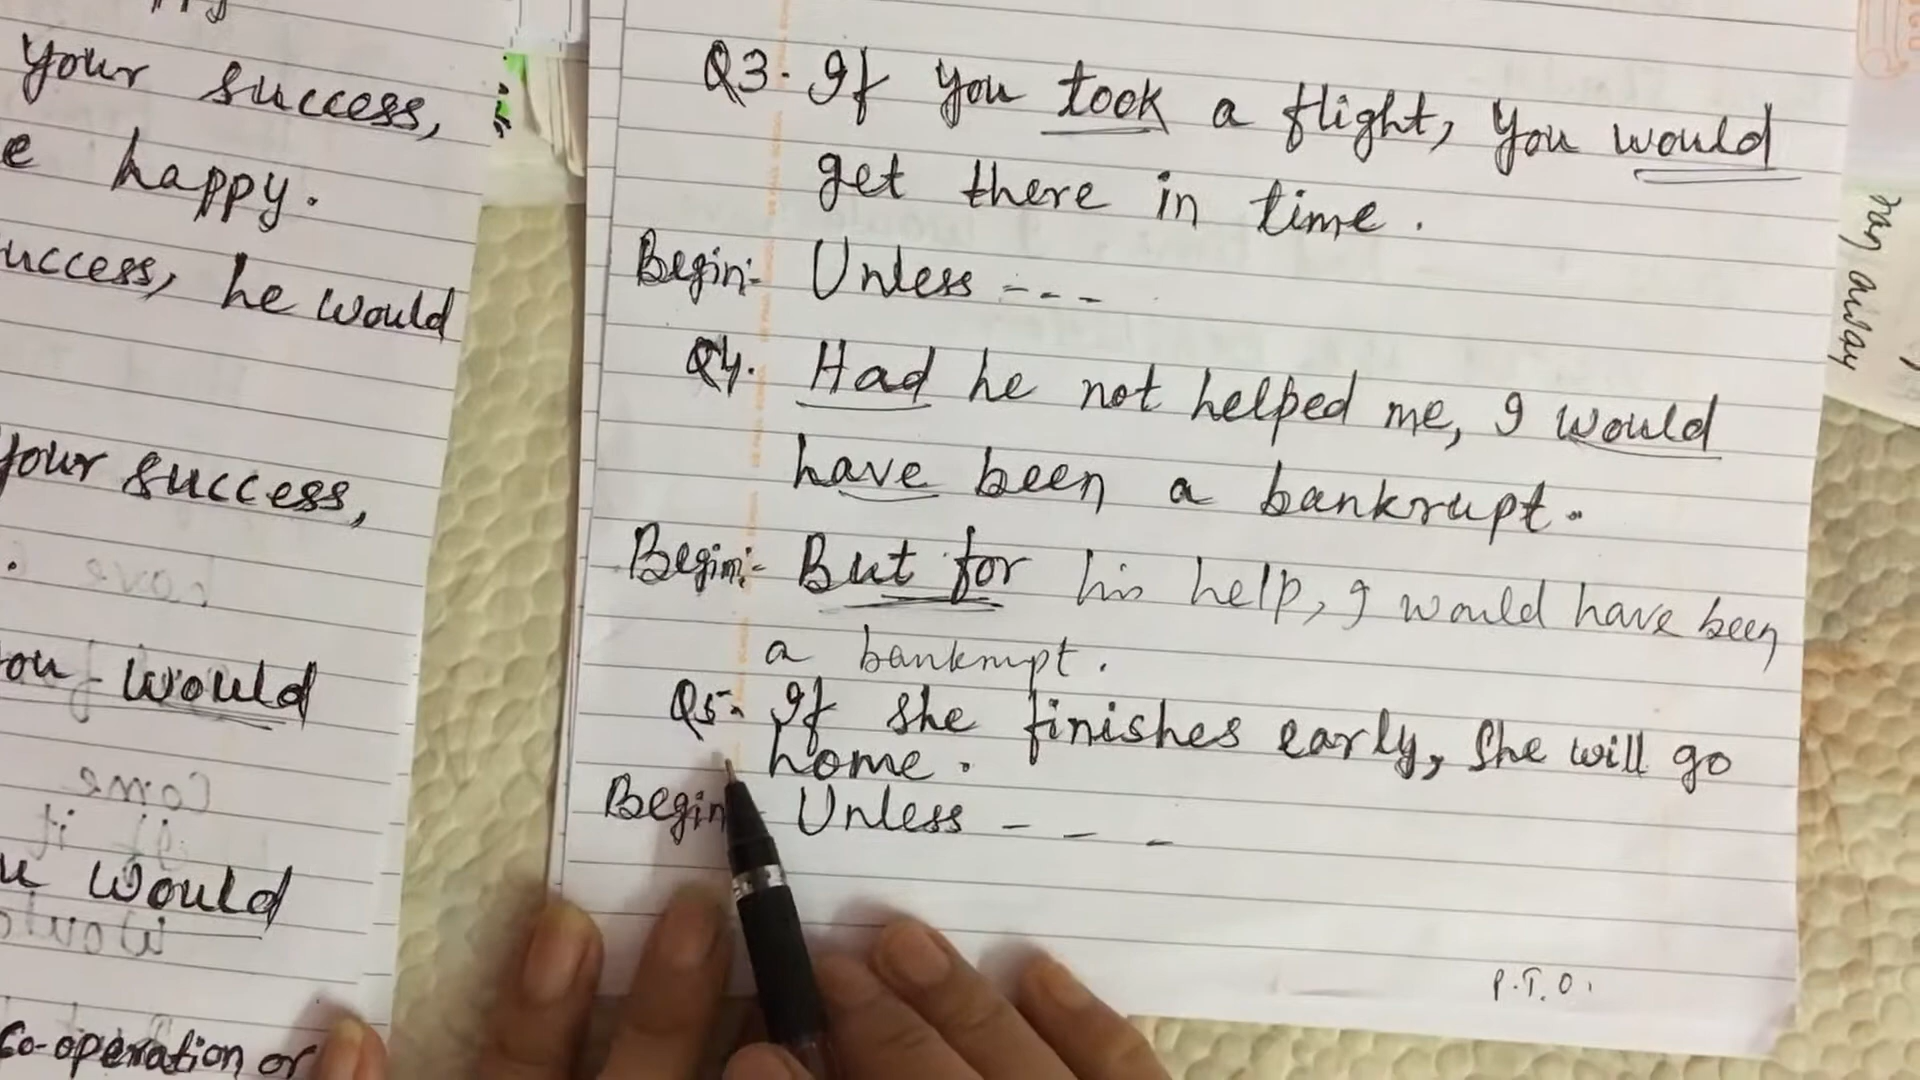 your success,
e happy.
uccess, he would
your success,
ou would
u would
Co-operation or
Q3. If you took a flight, you would
get there in time.
Begin:- Unless ---
Q4. Had he not helped me, I would
have been a bankrupt.
Begin:- But for his help, I would have been
a bankrupt.
Q5. If she finishes early, she will go
home.
Begin Unless - - -
P.T.O.
may away